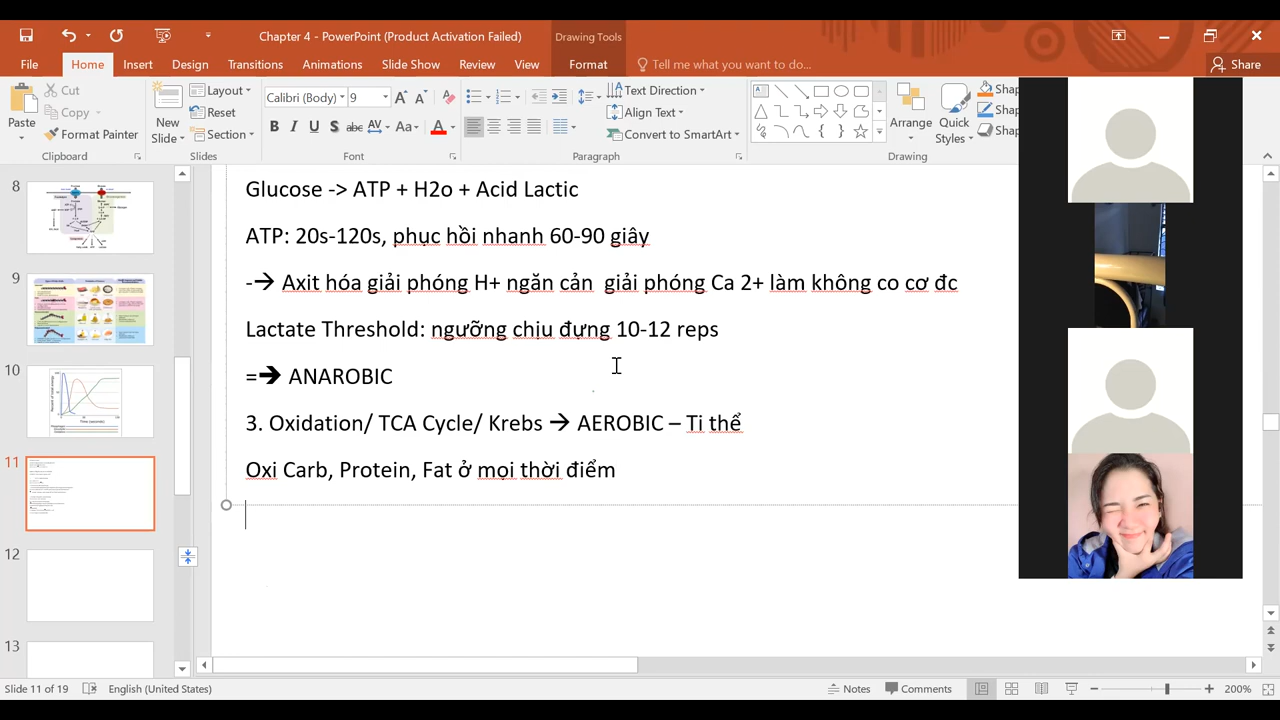 Chapter 4 - PowerPoint (Product Activation Failed)
Drawing Tools
File
Home
Insert
Design
Transitions
Animations
Slide Show
Review
View
Format
Tell me what you want to do...
Share
Paste
Cut
Copy
Format Painter
Clipboard
New Slide
Layout
Reset
Section
Slides
Calibri (Body)
9
Font
Text Direction
Align Text
Convert to SmartArt
Paragraph
Arrange
Quick Styles
Shap
Shap
Shap
Drawing
8
9
10
11
12
13
Glucose -> ATP + H2o + Acid Lactic
ATP: 20s-120s, phục hồi nhanh 60-90 giây
-→ Axit hóa giải phóng H+ ngăn cản giải phóng Ca 2+ làm không co cơ đc
Lactate Threshold: ngưỡng chịu đựng 10-12 reps
=➔ ANAROBIC
3. Oxidation/ TCA Cycle/ Krebs → AEROBIC – Ti thể
Oxi Carb, Protein, Fat ở mọi thời điểm
Slide 11 of 19
English (United States)
Notes
Comments
200%